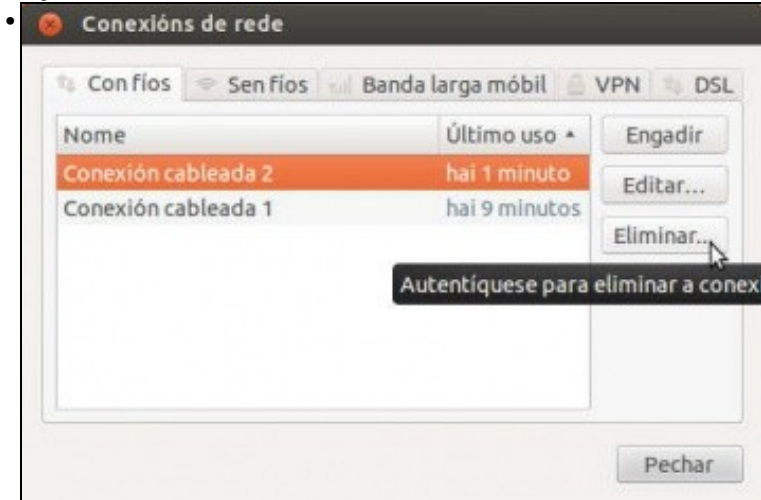 Conexións de rede
Con fíos Sen fíos Banda larga móbil VPN DSL
Nome Último uso Engadir
Conexión cableada 2 hai 1 minuto Editar...
Conexión cableada 1 hai 9 minutos
Eliminar...
Autentíquese para eliminar a conex
Pechar